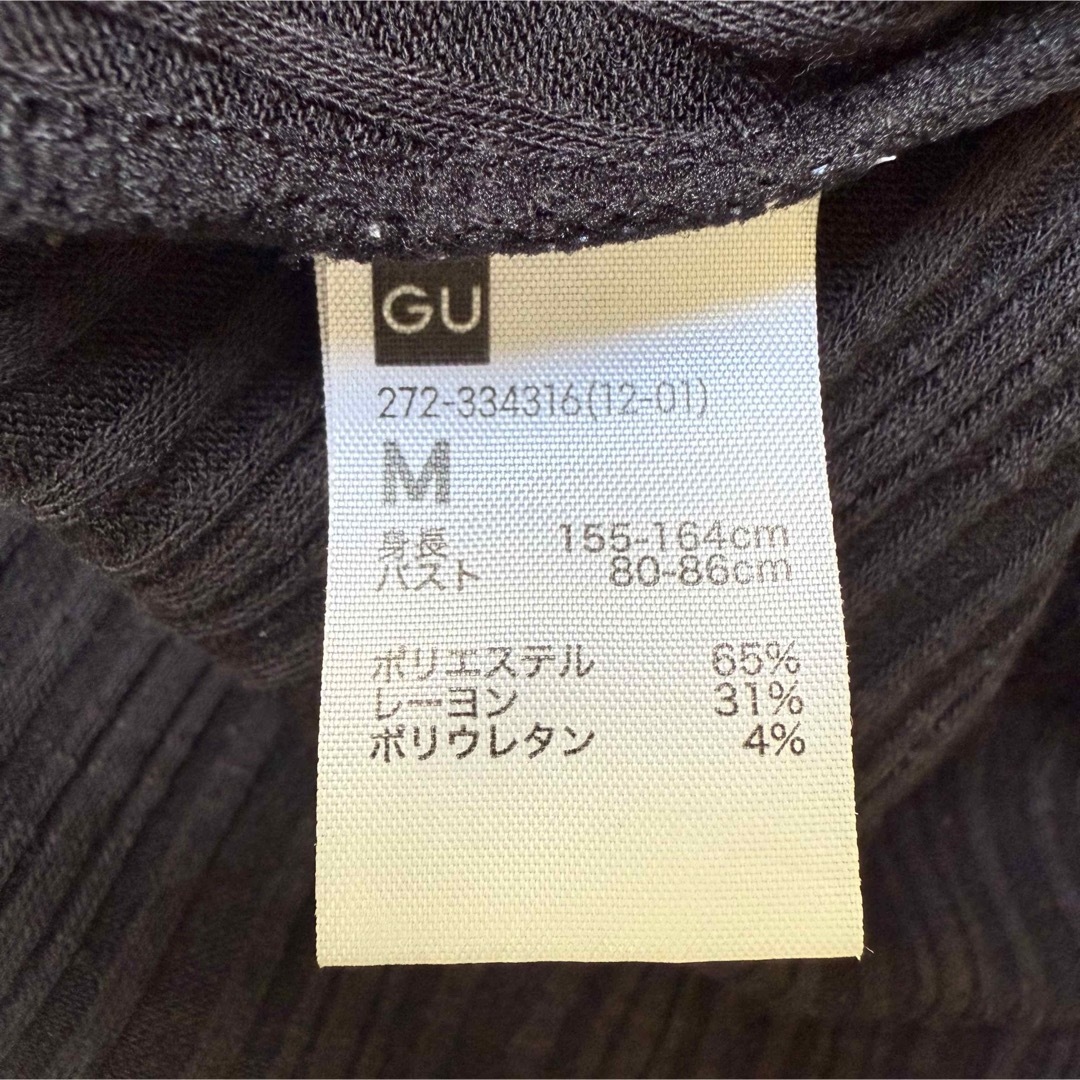 GU
272-334316(12-01)
M
身長 155-164cm
バスト 80-86cm
ポリエステル 65%
レーヨン 31%
ポリウレタン 4%